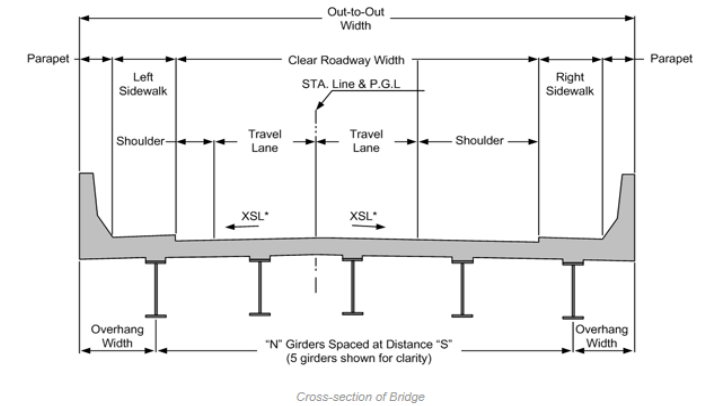 Out-to-Out
Width
Parapet
Clear Roadway Width
Parapet
Left
Sidewalk
Right
Sidewalk
STA. Line & P.G.L
Shoulder
Travel
Lane
Travel
Lane
Shoulder
XSL*
XSL*
Overhang
Width
"N" Girders Spaced at Distance "S"
(5 girders shown for clarity)
Overhang
Width
Cross-section of Bridge